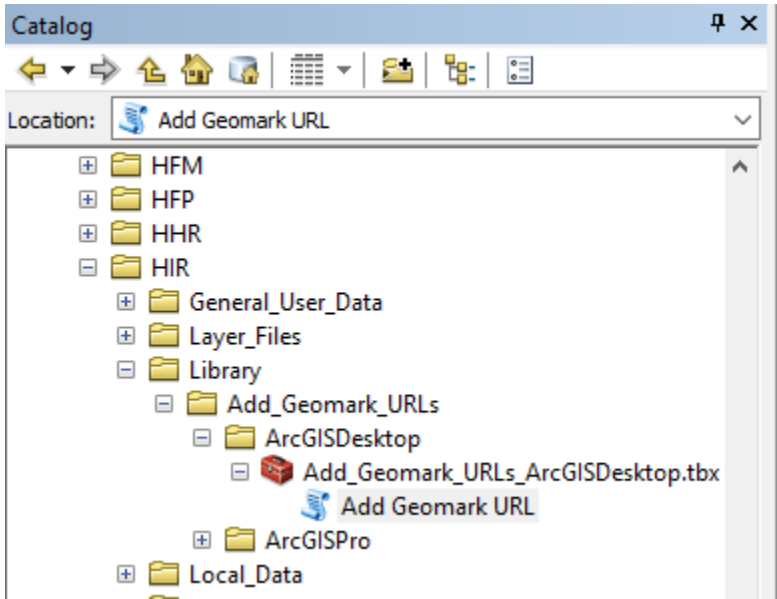 Catalog
Location: Add Geomark URL
HFM
HFP
HHR
HIR
General_User_Data
Layer_Files
Library
Add_Geomark_URLs
ArcGISDesktop
Add_Geomark_URLs_ArcGISDesktop.tbx
Add Geomark URL
ArcGISPro
Local_Data